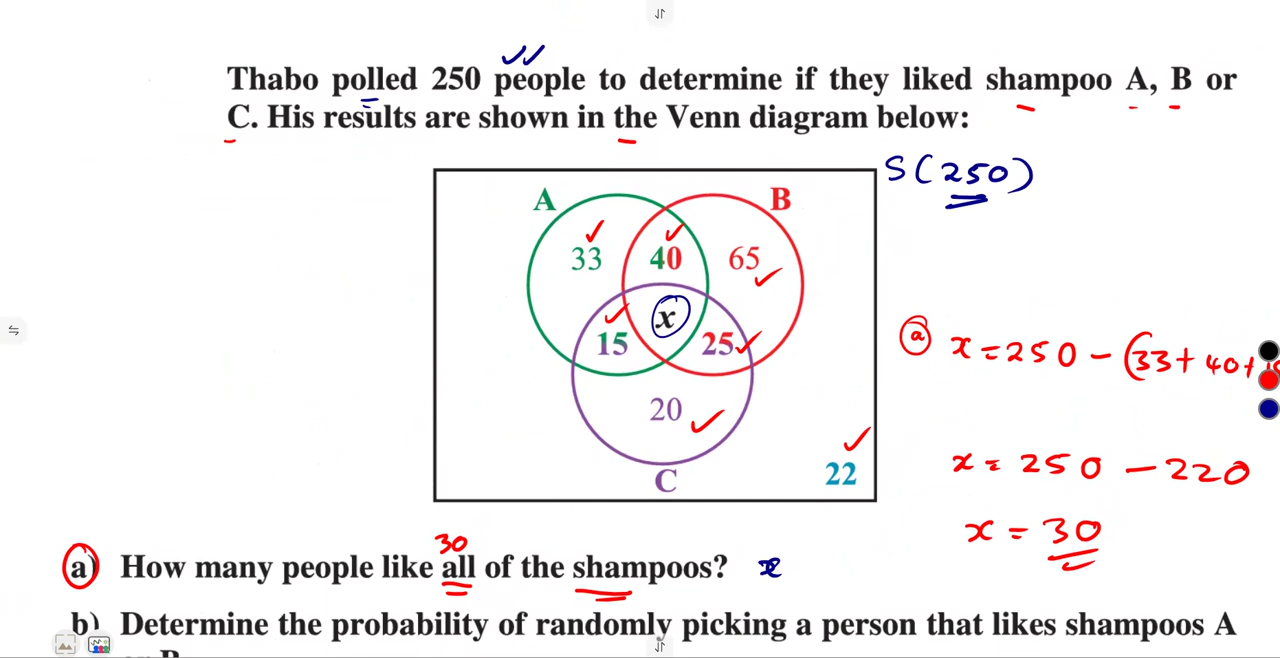 Thabo polled 250 people to determine if they liked shampoo A, B or
C. His results are shown in the Venn diagram below:
S(250)
A
B
33
40
65
x
15
25
ⓐ x = 250 - (33 + 40 +
20
x = 250 - 220
C
22
x = 30
30
a) How many people like all of the shampoos? x
b) Determine the probability of randomly picking a person that likes shampoos A